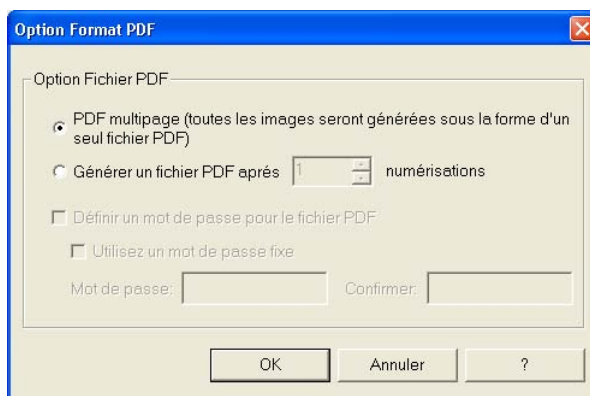 Option Format PDF
Option Fichier PDF
PDF multipage (toutes les images seront générées sous la forme d'un
seul fichier PDF)
Générer un fichier PDF aprés 1 numérisations
Définir un mot de passe pour le fichier PDF
Utilisez un mot de passe fixe
Mot de passe: Confirmer:
OK Annuler ?